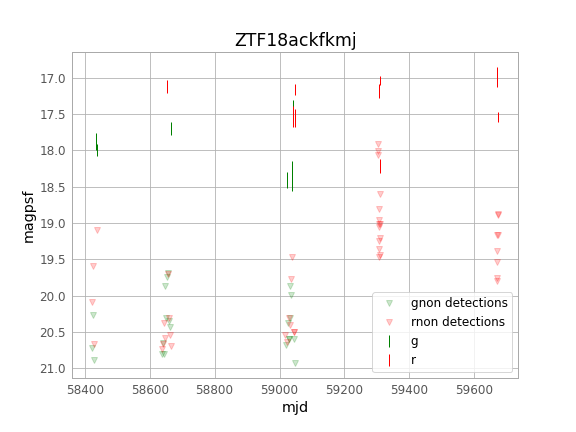 ZTF18ackfkmj
magpsf
17.0
17.5
18.0
18.5
19.0
19.5
20.0
20.5
21.0
gnon detections
rnon detections
g
r
58400 58600 58800 59000 59200 59400 59600
mjd